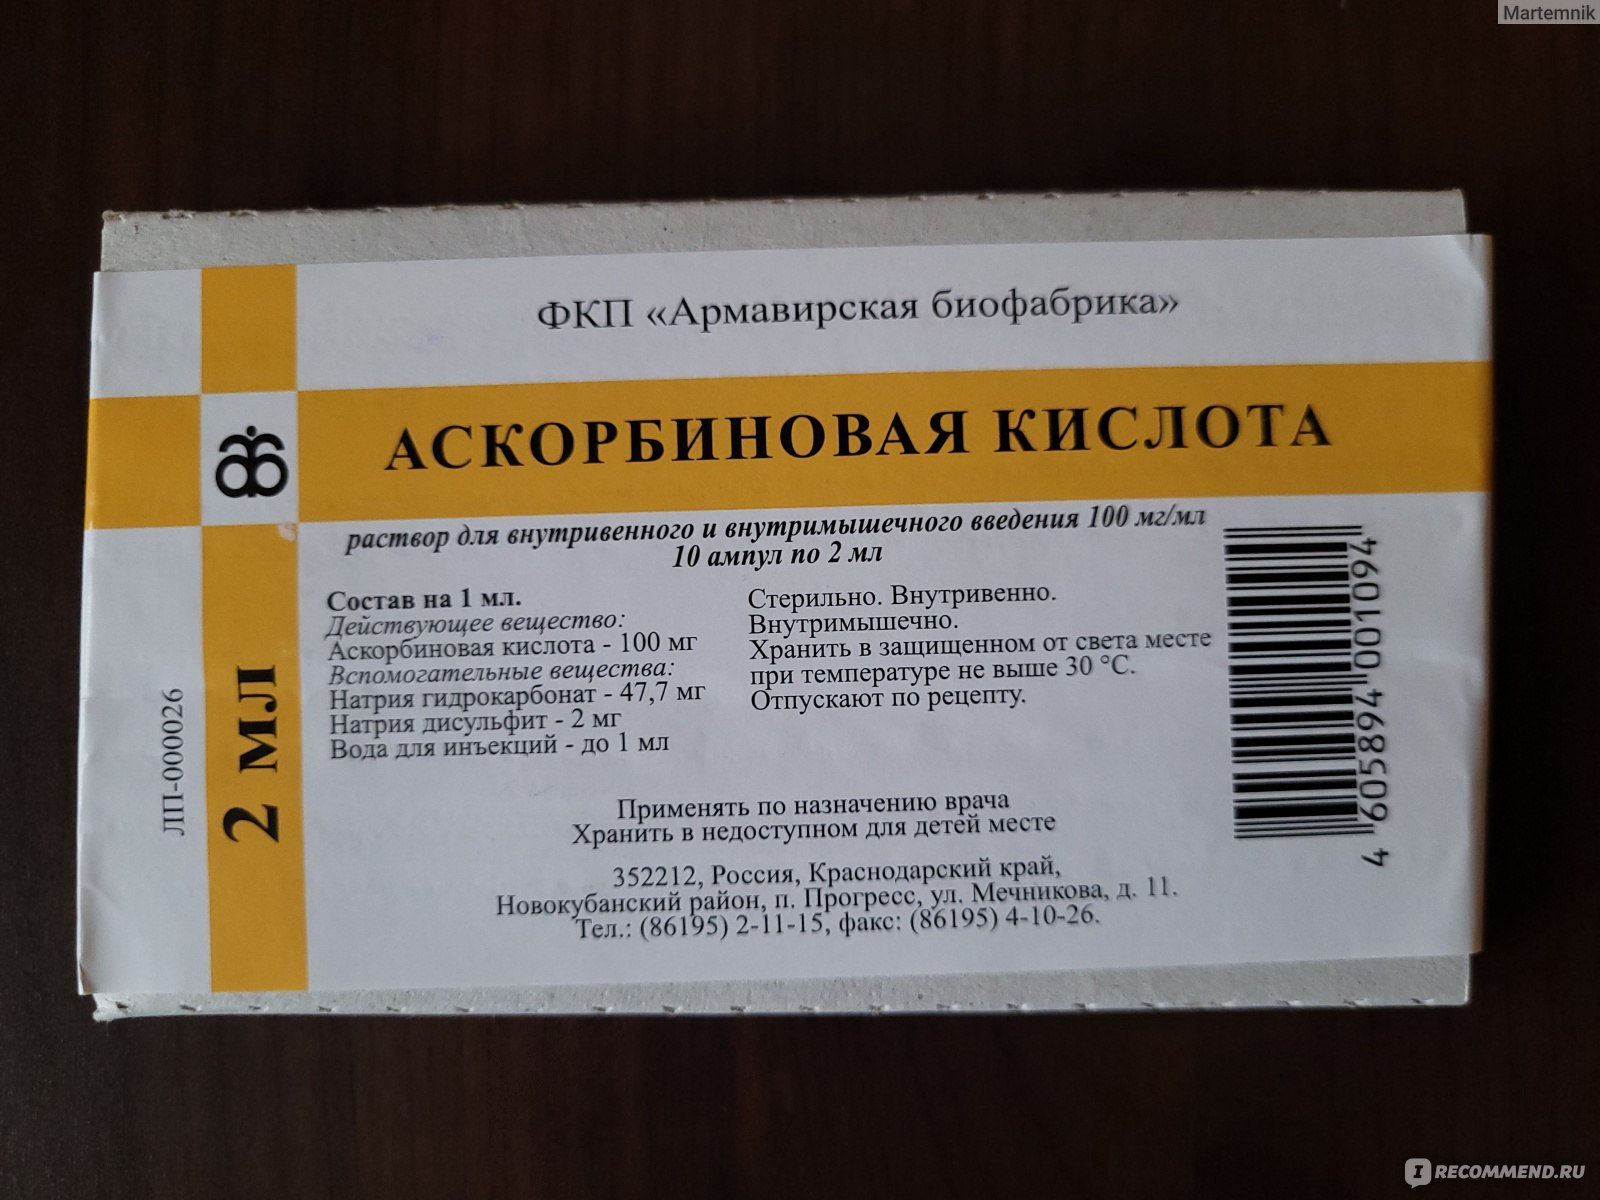 Martemnik
ФКП «Армавирская биофабрика»
АСКОРБИНОВАЯ КИСЛОТА
раствор для внутривенного и внутримышечного введения 100 мг/мл
10 ампул по 2 мл
Состав на 1 мл.
Действующее вещество:
Аскорбиновая кислота - 100 мг
Вспомогательные вещества:
Натрия гидрокарбонат - 47,7 мг
Натрия дисульфит - 2 мг
Вода для инъекций - до 1 мл
Стерильно. Внутривенно.
Внутримышечно.
Хранить в защищенном от света месте
при температуре не выше 30 °С.
Отпускают по рецепту.
Применять по назначению врача
Хранить в недоступном для детей месте
352212, Россия, Краснодарский край,
Новокубанский район, п. Прогресс, ул. Мечникова, д. 11.
Тел.: (86195) 2-11-15, факс: (86195) 4-10-26.
ЛП-000026
2 мл
4 605894 001094
IRECOMMEND.RU